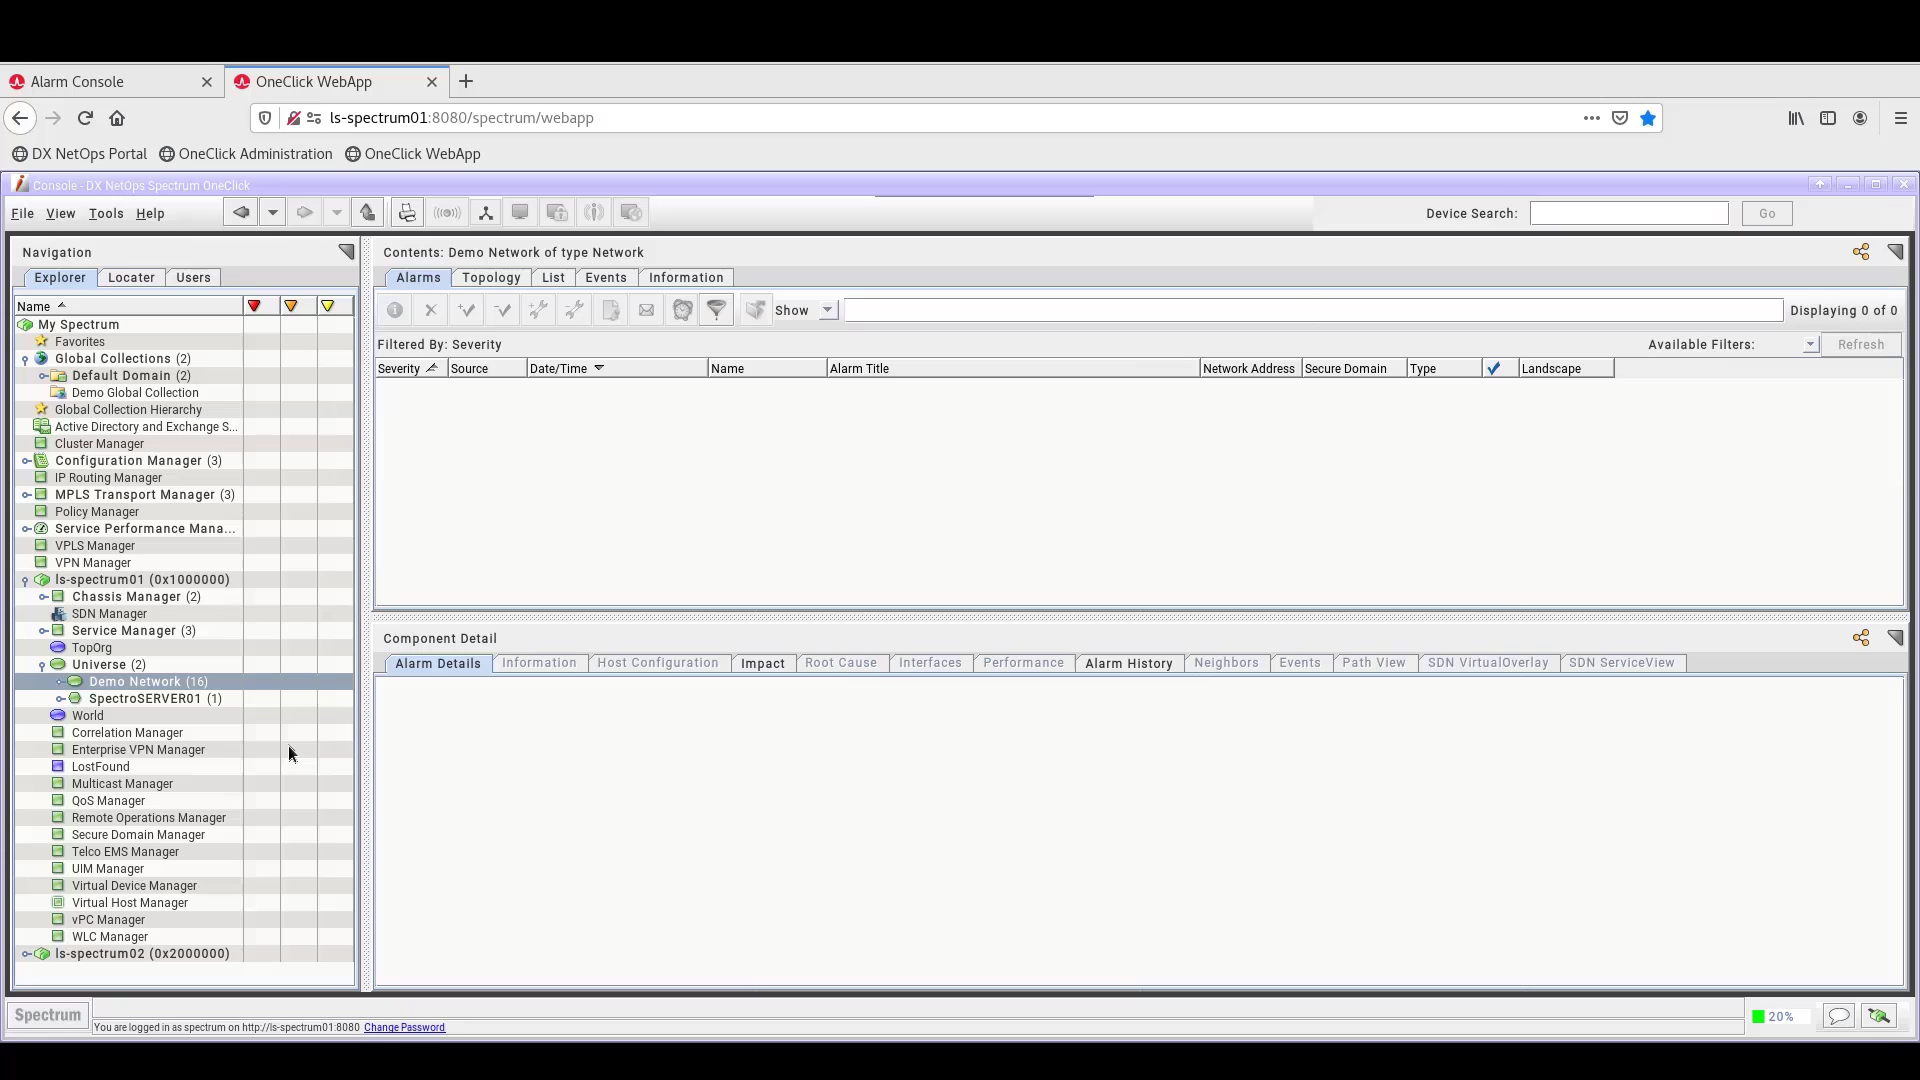 Alarm Console
OneClick WebApp
ls-spectrum01:8080/spectrum/webapp
DX NetOps Portal
OneClick Administration
OneClick WebApp
Console - DX NetOps Spectrum OneClick
File View Tools Help
Device Search:
Go
Navigation
Explorer Locater Users
Name
My Spectrum
Favorites
Global Collections (2)
Default Domain (2)
Demo Global Collection
Global Collection Hierarchy
Active Directory and Exchange S...
Cluster Manager
Configuration Manager (3)
IP Routing Manager
MPLS Transport Manager (3)
Policy Manager
Service Performance Mana...
VPLS Manager
VPN Manager
ls-spectrum01 (0x1000000)
Chassis Manager (2)
SDN Manager
Service Manager (3)
TopOrg
Universe (2)
Demo Network (16)
SpectroSERVER01 (1)
World
Correlation Manager
Enterprise VPN Manager
LostFound
Multicast Manager
QoS Manager
Remote Operations Manager
Secure Domain Manager
Telco EMS Manager
UIM Manager
Virtual Device Manager
Virtual Host Manager
vPC Manager
WLC Manager
ls-spectrum02 (0x2000000)
Contents: Demo Network of type Network
Alarms Topology List Events Information
Show
Displaying 0 of 0
Filtered By: Severity
Available Filters:
Refresh
Severity Source Date/Time Name Alarm Title Network Address Secure Domain Type Landscape
Component Detail
Alarm Details Information Host Configuration Impact Root Cause Interfaces Performance Alarm History Neighbors Events Path View SDN VirtualOverlay SDN ServiceView
Spectrum
You are logged in as spectrum on http://ls-spectrum01:8080 Change Password
20%